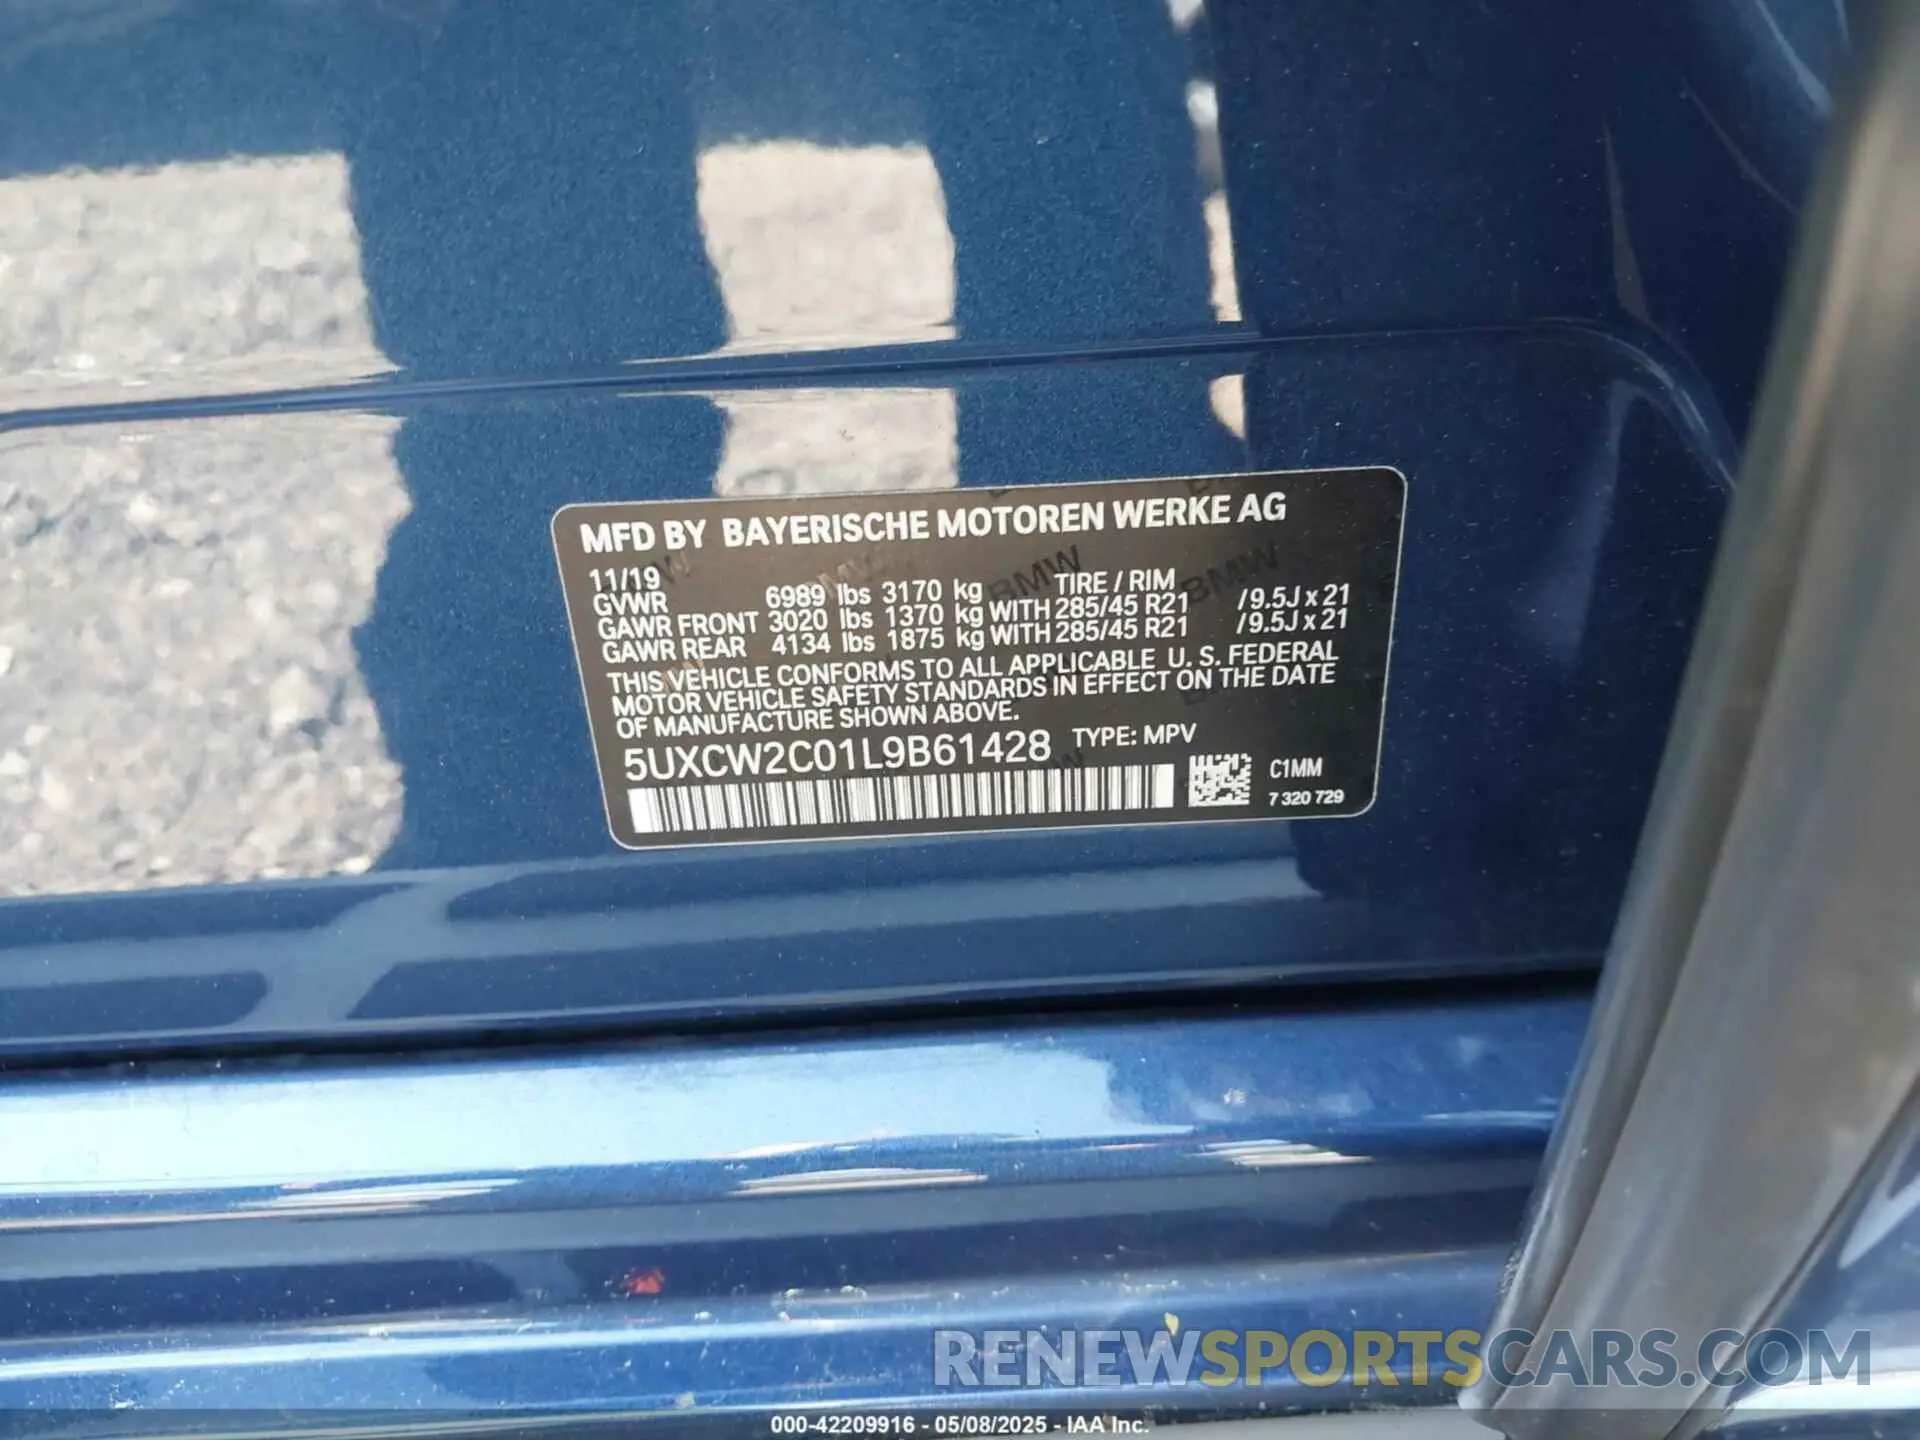 MFD BY BAYERISCHE MOTOREN WERKE AG
11/19 TIRE / RIM
GVWR 6989 lbs 3170 kg
GAWR FRONT 3020 lbs 1370 kg WITH 285/45 R21 /9.5J x 21
GAWR REAR 4134 lbs 1875 kg WITH 285/45 R21 /9.5J x 21
THIS VEHICLE CONFORMS TO ALL APPLICABLE U. S. FEDERAL
MOTOR VEHICLE SAFETY STANDARDS IN EFFECT ON THE DATE
OF MANUFACTURE SHOWN ABOVE.
5UXCW2C01L9B61428 TYPE: MPV
C1MM
7 320 729
RENEWSPORTSCARS.COM
000-42209916 - 05/08/2025 - IAA Inc.